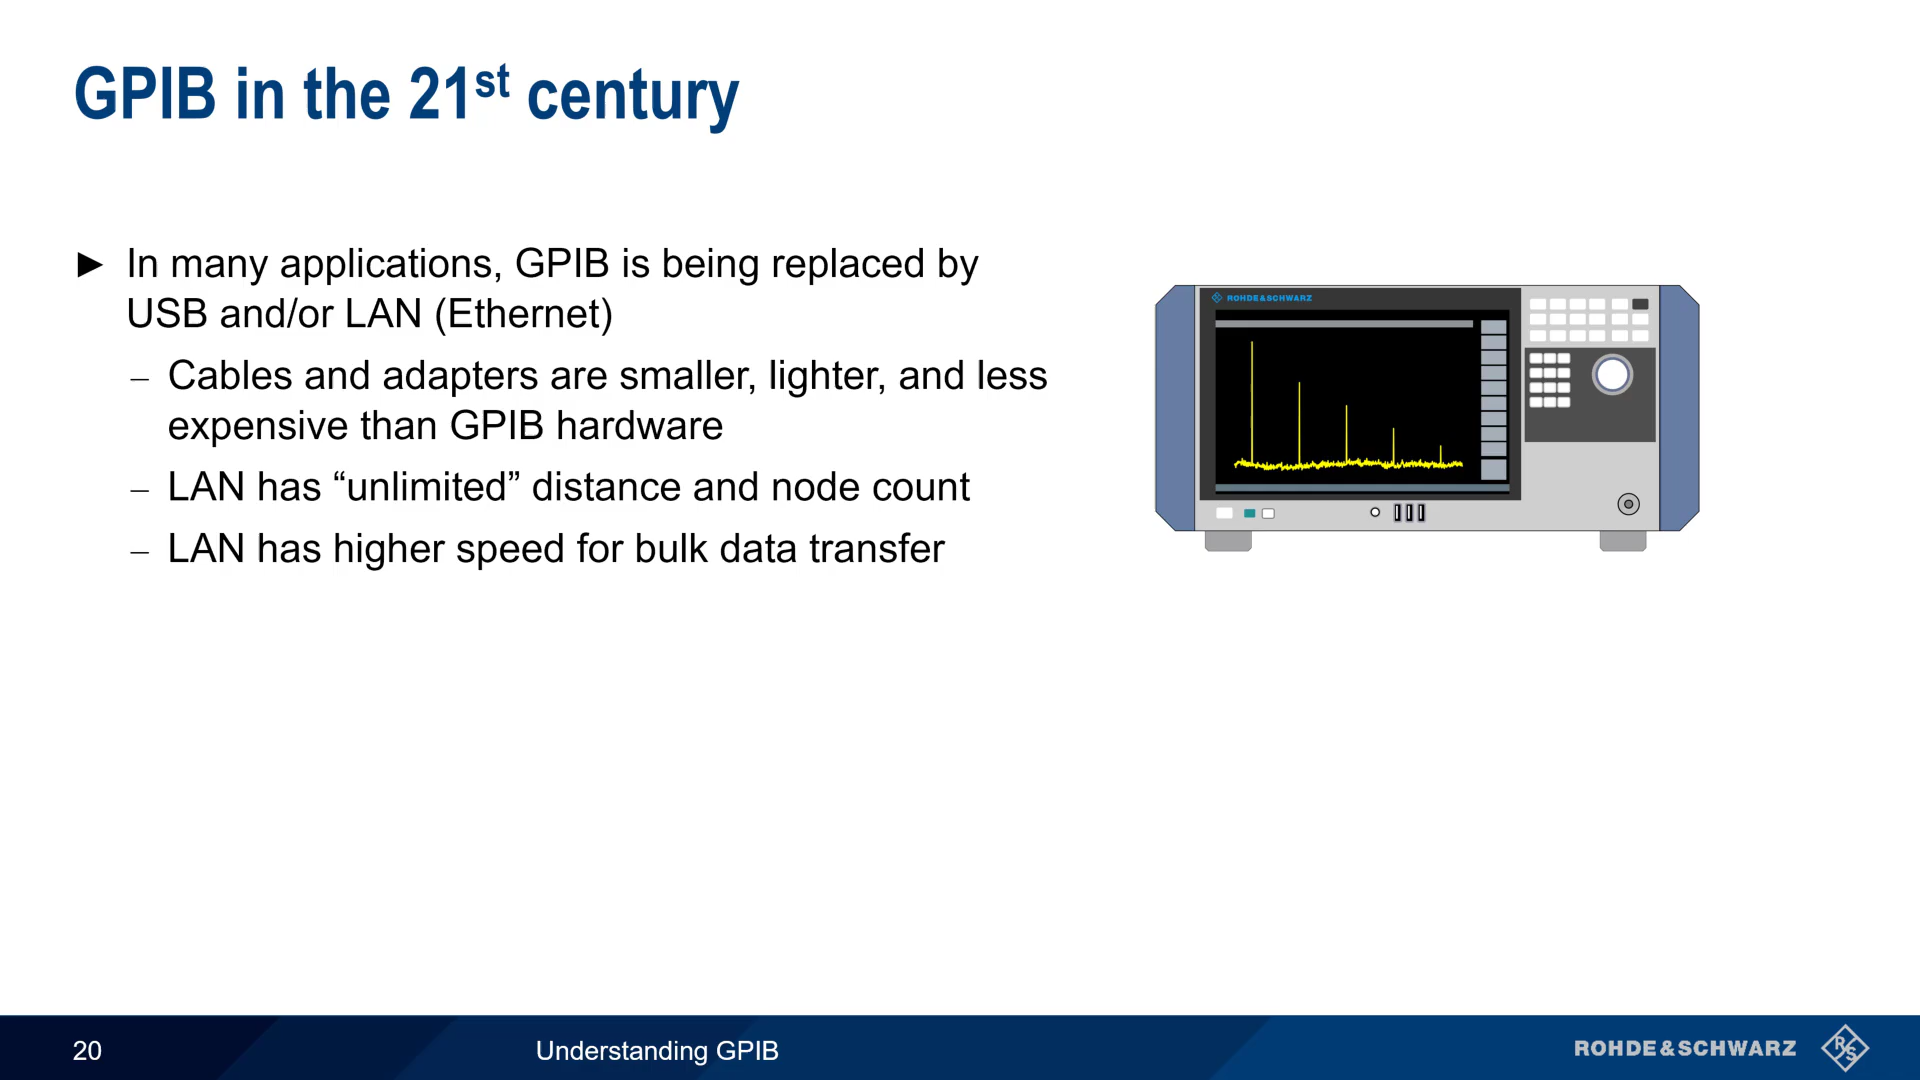 GPIB in the 21st century
► In many applications, GPIB is being replaced by
USB and/or LAN (Ethernet)
– Cables and adapters are smaller, lighter, and less
expensive than GPIB hardware
– LAN has “unlimited” distance and node count
– LAN has higher speed for bulk data transfer
ROHDE&SCHWARZ
20
Understanding GPIB
ROHDE&SCHWARZ
R
S